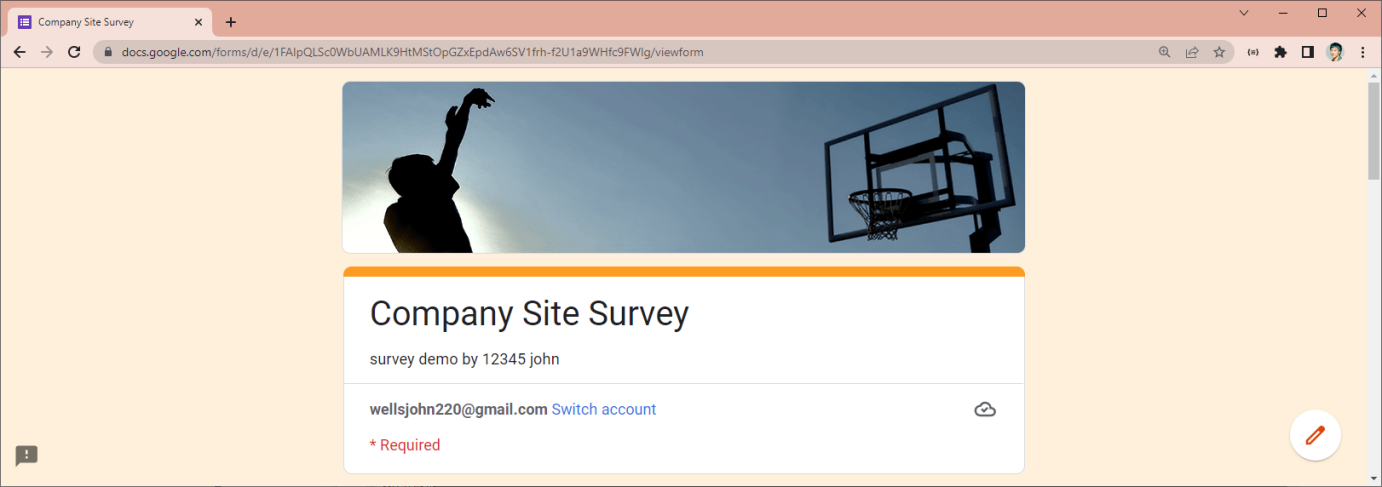 Company Site Survey
docs.google.com/forms/d/e/1FAIpQLSc0WbUAMLK9HtMStOpGZxEpdAw6SV1frh-f2U1a9WHfc9FWIg/viewform
Company Site Survey
survey demo by 12345 john
wellsjohn220@gmail.com Switch account
* Required